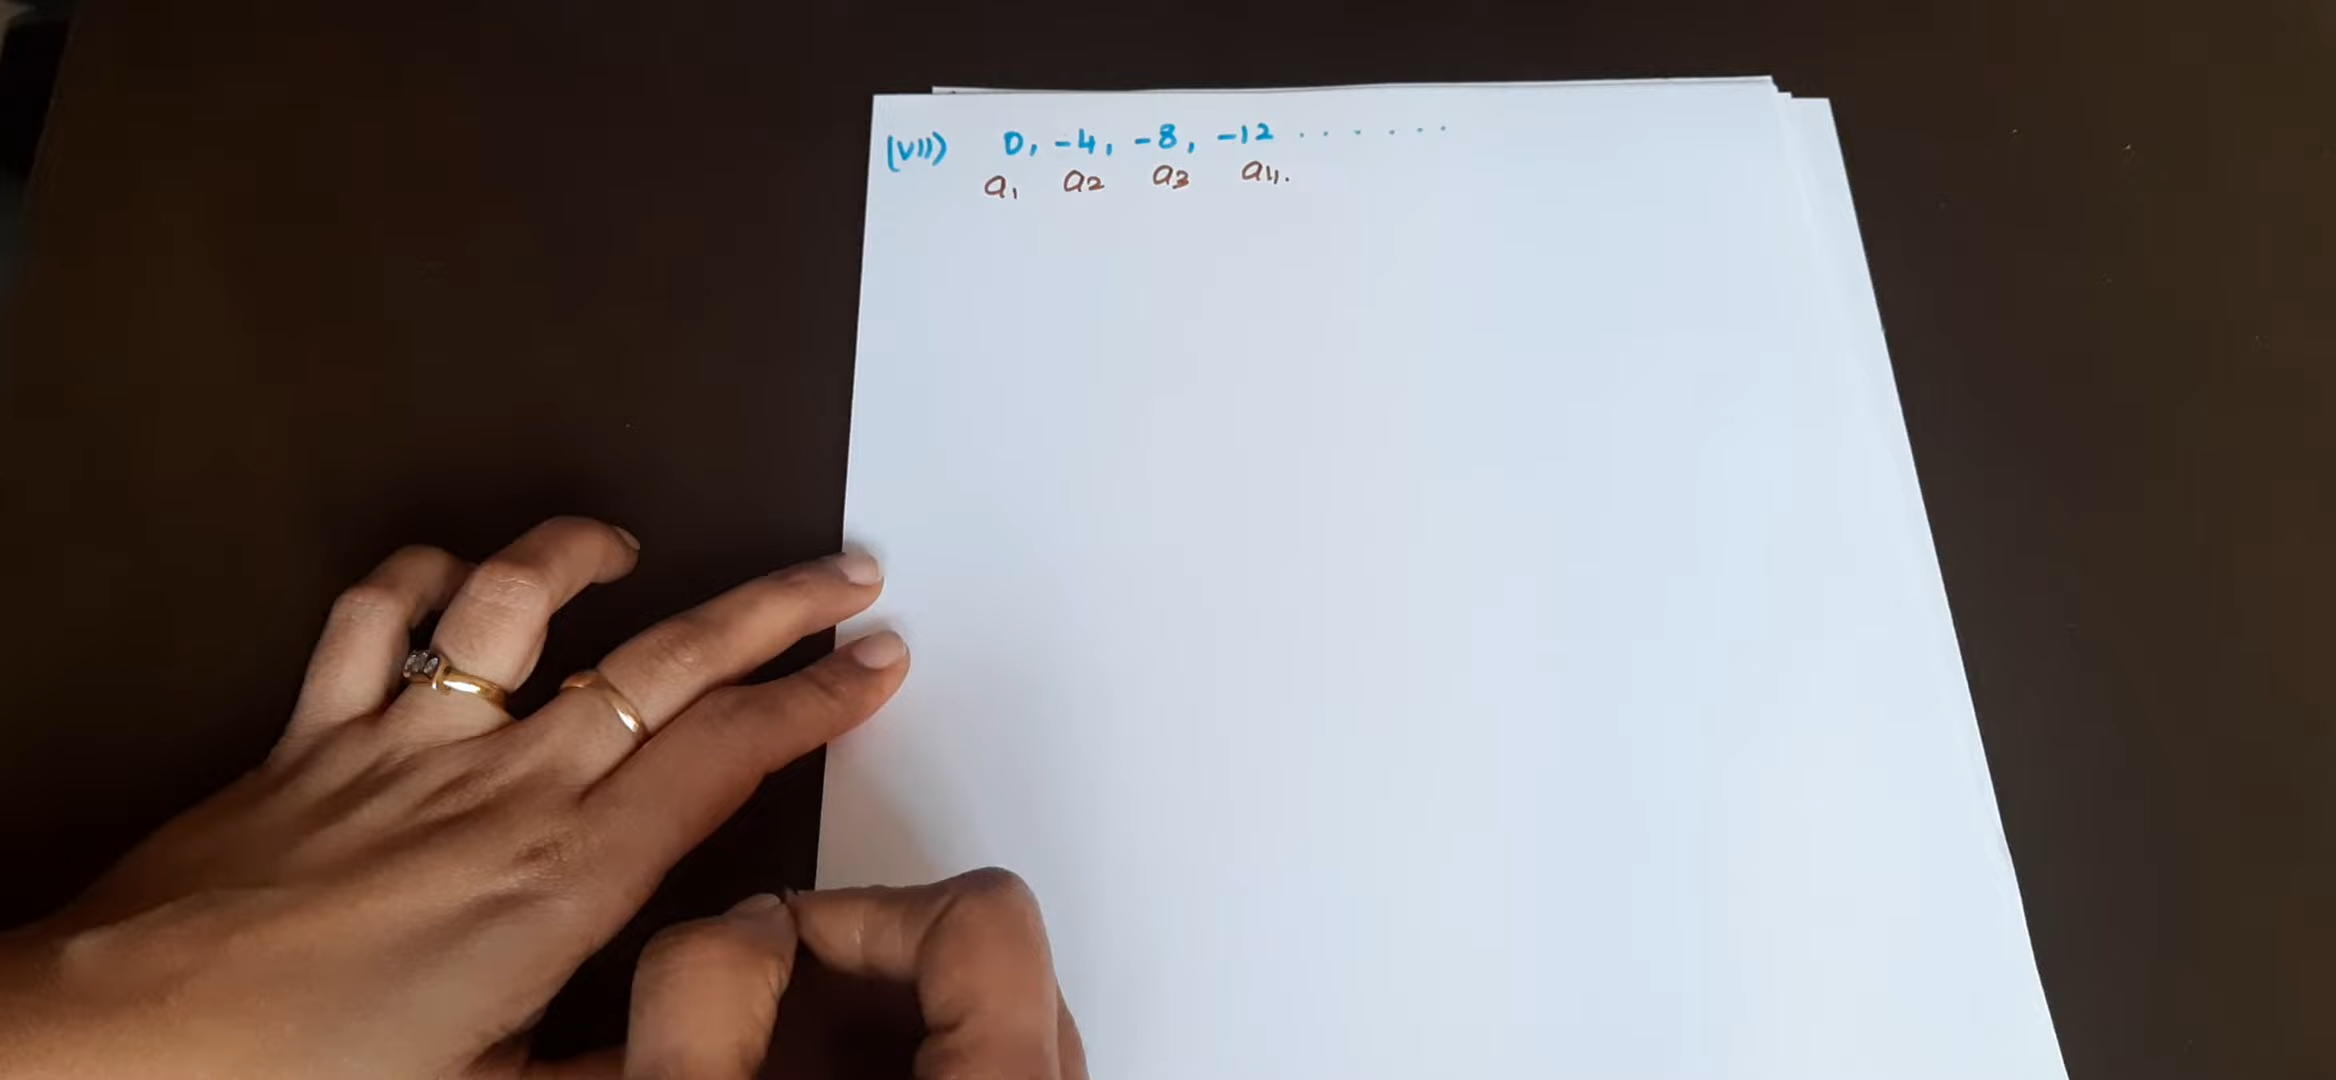 (VII) 0, -4, -8, -12 . . . . . .
a1 a2 a3 a4.